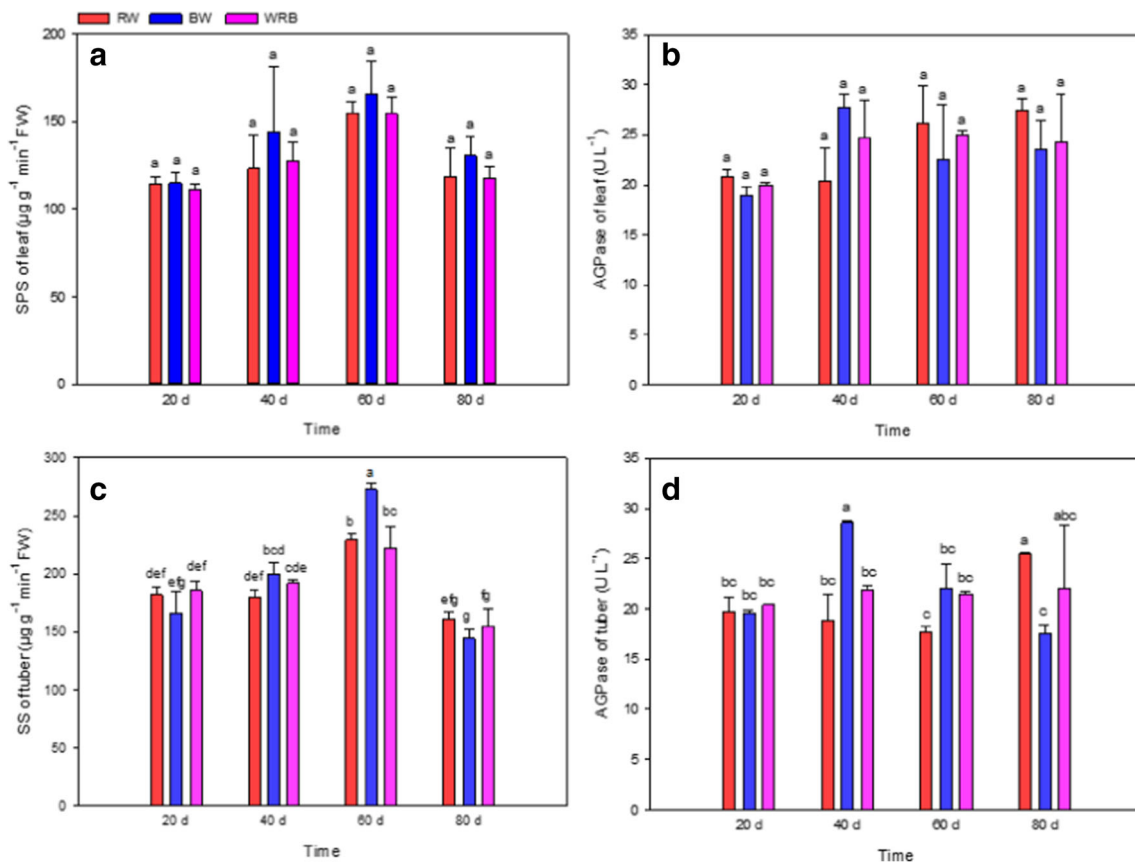 RW BW WRB
a
SPS of leaf (µg g⁻¹ min⁻¹ FW)
200
150
100
50
0
a a a
a a a
a a a
a a a
20 d 40 d 60 d 80 d
Time
b
AGPase of leaf (U L⁻¹)
35
30
25
20
15
10
5
0
a a a
a a a
a a a
a a a
20 d 40 d 60 d 80 d
Time
c
SS of tuber (µg g⁻¹ min⁻¹ FW)
300
250
200
150
100
50
0
def efg def
def bcd cde
b a bc
efg g fg
20 d 40 d 60 d 80 d
Time
d
AGPase of tuber (U L⁻¹)
35
30
25
20
15
10
5
0
bc bc bc
bc a bc
c bc bc
a c abc
20 d 40 d 60 d 80 d
Time